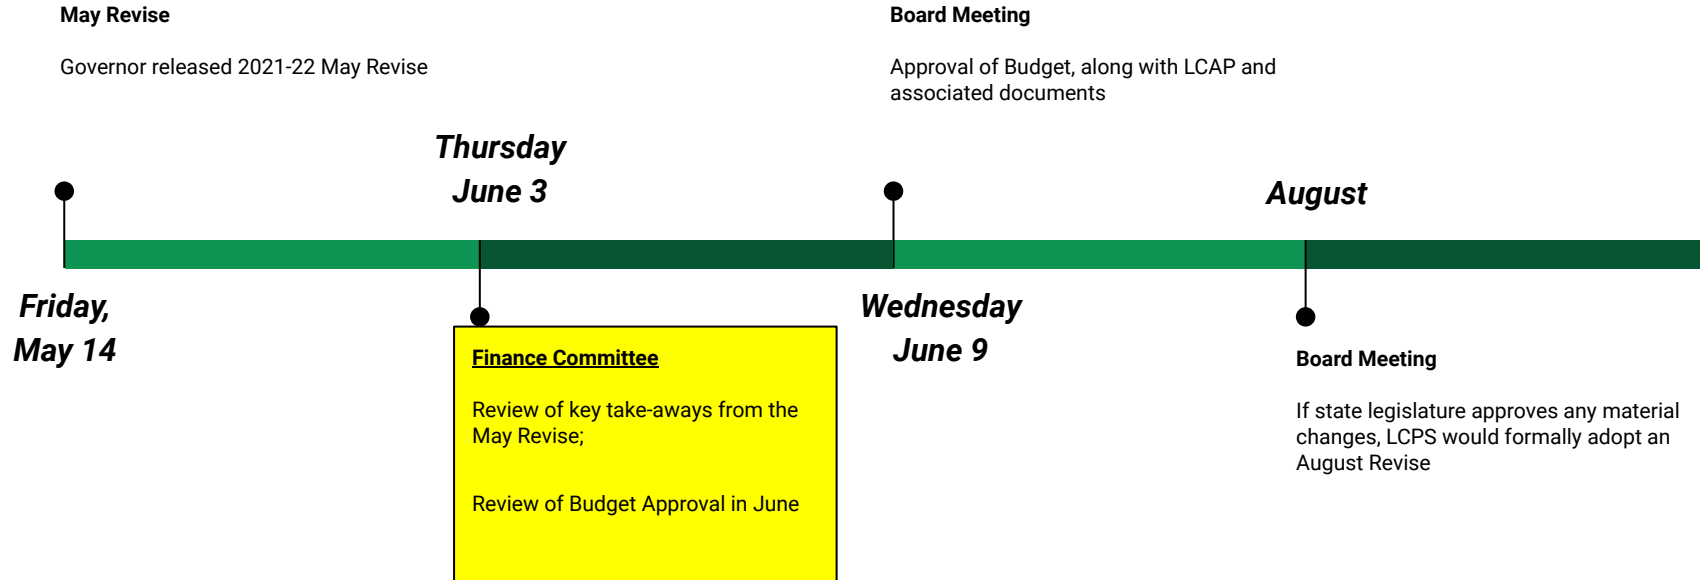 May Revise
Governor released 2021-22 May Revise
Friday,
May 14
Thursday
June 3
Finance Committee
Review of key take-aways from the
May Revise;
Review of Budget Approval in June
Board Meeting
Approval of Budget, along with LCAP and
associated documents
Wednesday
June 9
August
Board Meeting
If state legislature approves any material
changes, LCPS would formally adopt an
August Revise